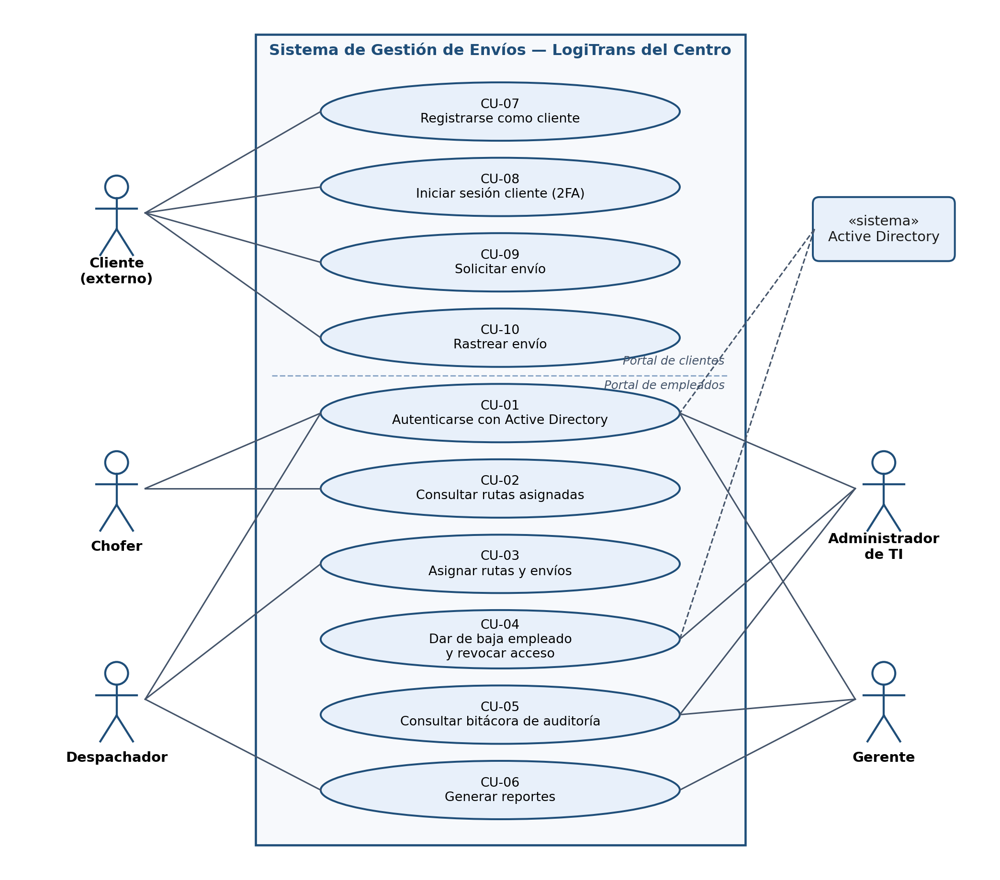 Sistema de Gestión de Envíos — LogiTrans del Centro
CU-07
Registrarse como cliente
CU-08
Iniciar sesión cliente (2FA)
«sistema»
Active Directory
CU-09
Solicitar envío
Cliente
(externo)
CU-10
Rastrear envío
Portal de clientes
Portal de empleados
CU-01
Autenticarse con Active Directory
CU-02
Consultar rutas asignadas
Chofer
Administrador
de TI
CU-03
Asignar rutas y envíos
CU-04
Dar de baja empleado
y revocar acceso
CU-05
Consultar bitácora de auditoría
Despachador
Gerente
CU-06
Generar reportes